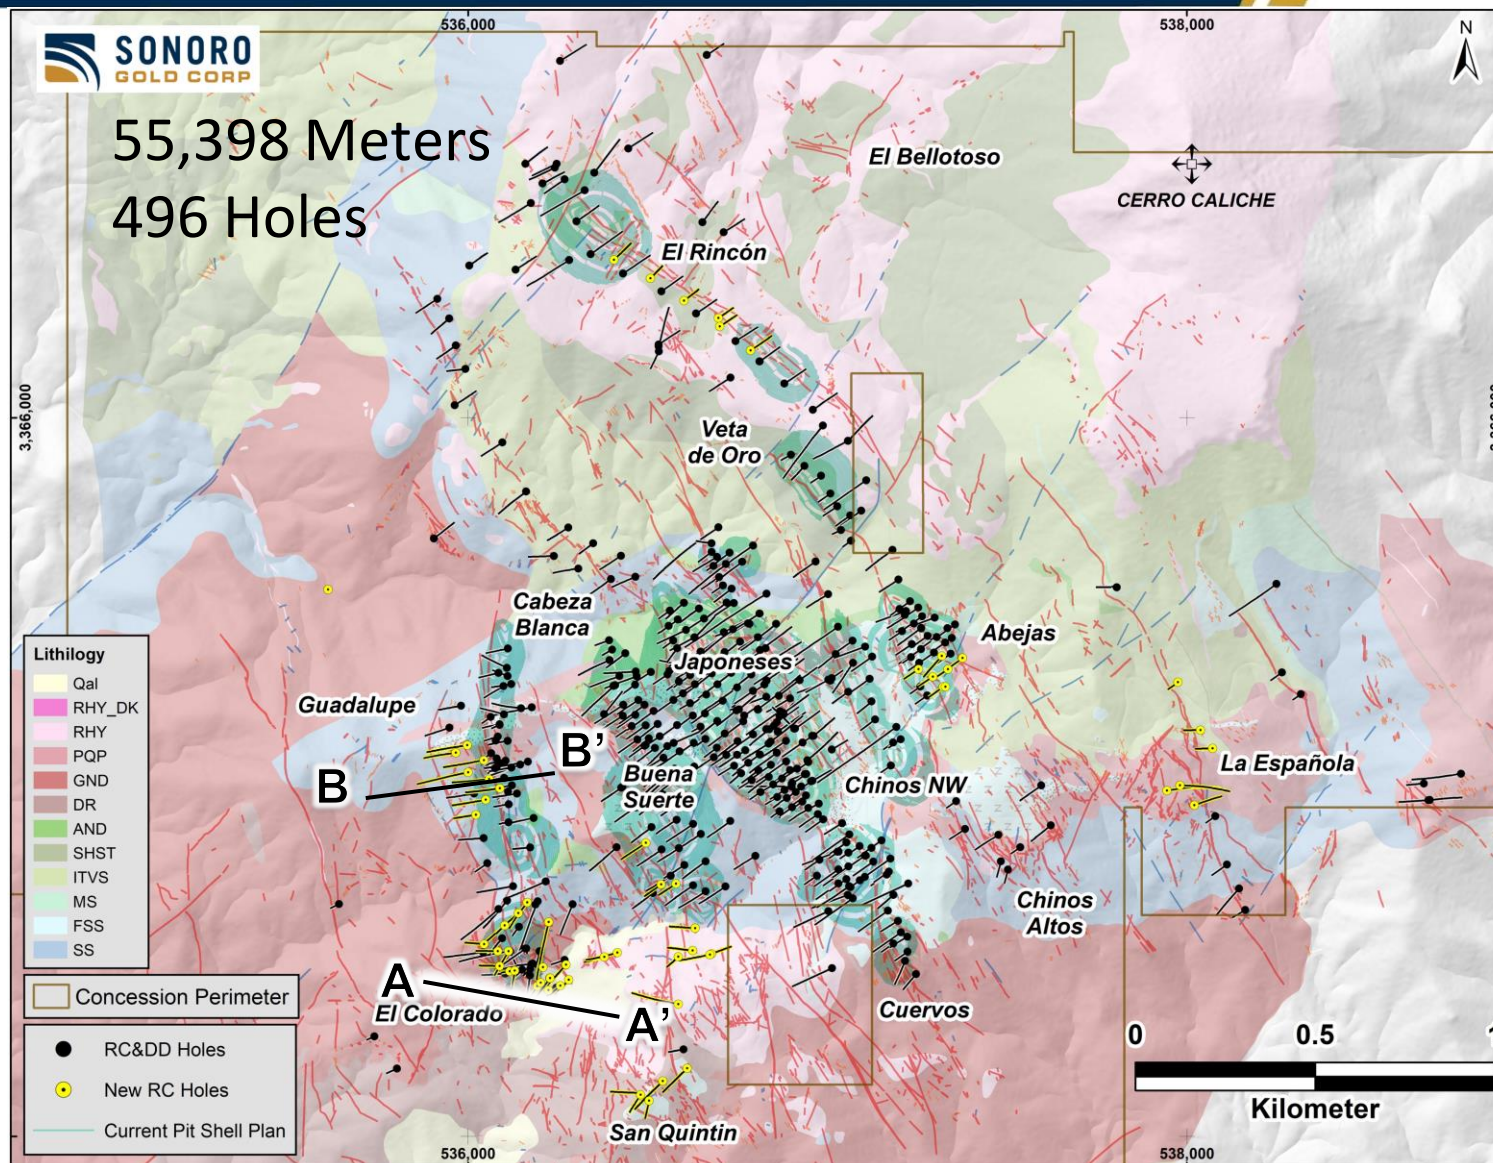 536,000
538,000
SONORO
GOLD CORP
N
55,398 Meters
496 Holes
El Bellotoso
CERRO CALICHE
El Rincón
3,366,000
Veta
de Oro
Cabeza
Blanca
Abejas
Japoneses
Lithilogy
Qal
RHY_DK
RHY
PQP
GND
DR
AND
SHST
ITVS
MS
FSS
SS
Guadalupe
B
B’
Buena
Suerte
Chinos NW
La Española
Chinos
Altos
A
A’
El Colorado
Cuervos
San Quintin
Concession Perimeter
RC&DD Holes
New RC Holes
Current Pit Shell Plan
0
0.5
1
Kilometer
536,000
538,000